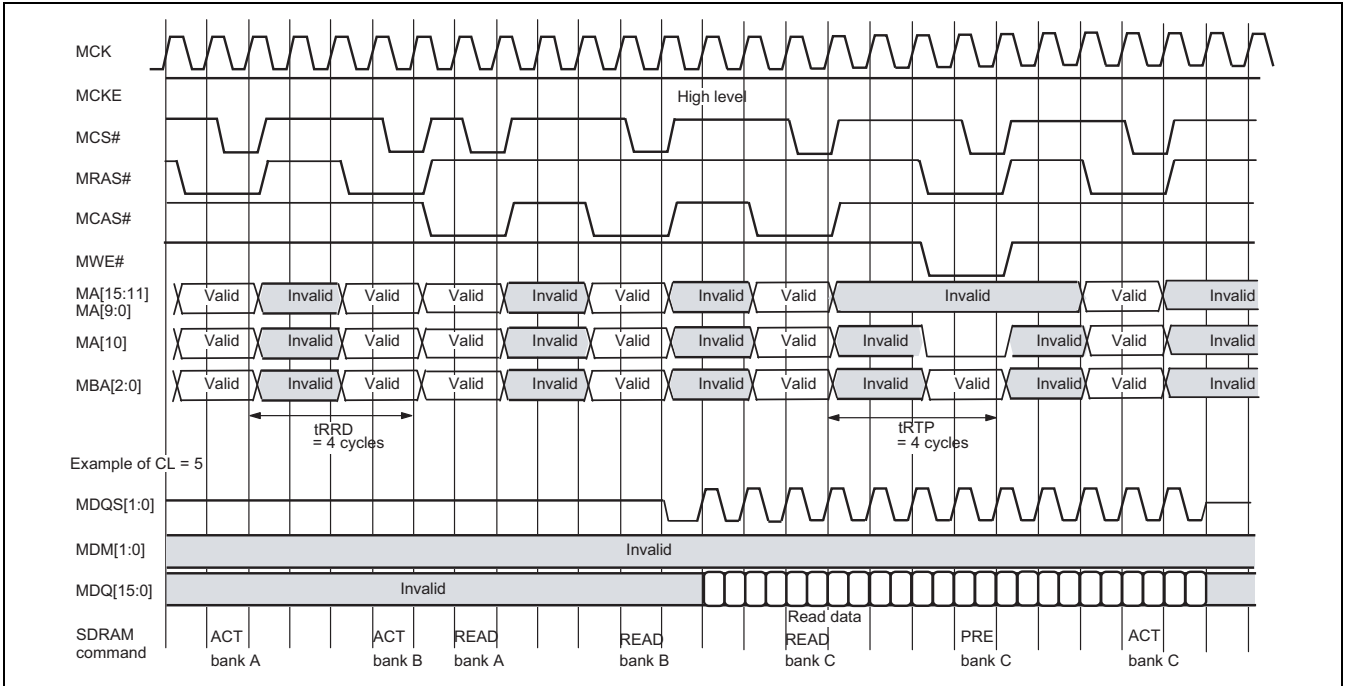 MCK
MCKE
High level
MCS#
MRAS#
MCAS#
MWE#
MA[15:11]
MA[9:0]
Valid Invalid Valid Valid Invalid Valid Invalid Valid Invalid Valid Invalid
MA[10]
Valid Invalid Valid Valid Invalid Valid Invalid Valid Invalid Invalid Valid Invalid
MBA[2:0]
Valid Invalid Valid Valid Invalid Valid Invalid Valid Invalid Valid Invalid Valid Invalid
tRRD
= 4 cycles
tRTP
= 4 cycles
Example of CL = 5
MDQS[1:0]
MDM[1:0]
Invalid
MDQ[15:0]
Invalid
Read data
SDRAM
command
ACT
bank A
ACT
bank B
READ
bank A
READ
bank B
READ
bank C
PRE
bank C
ACT
bank C